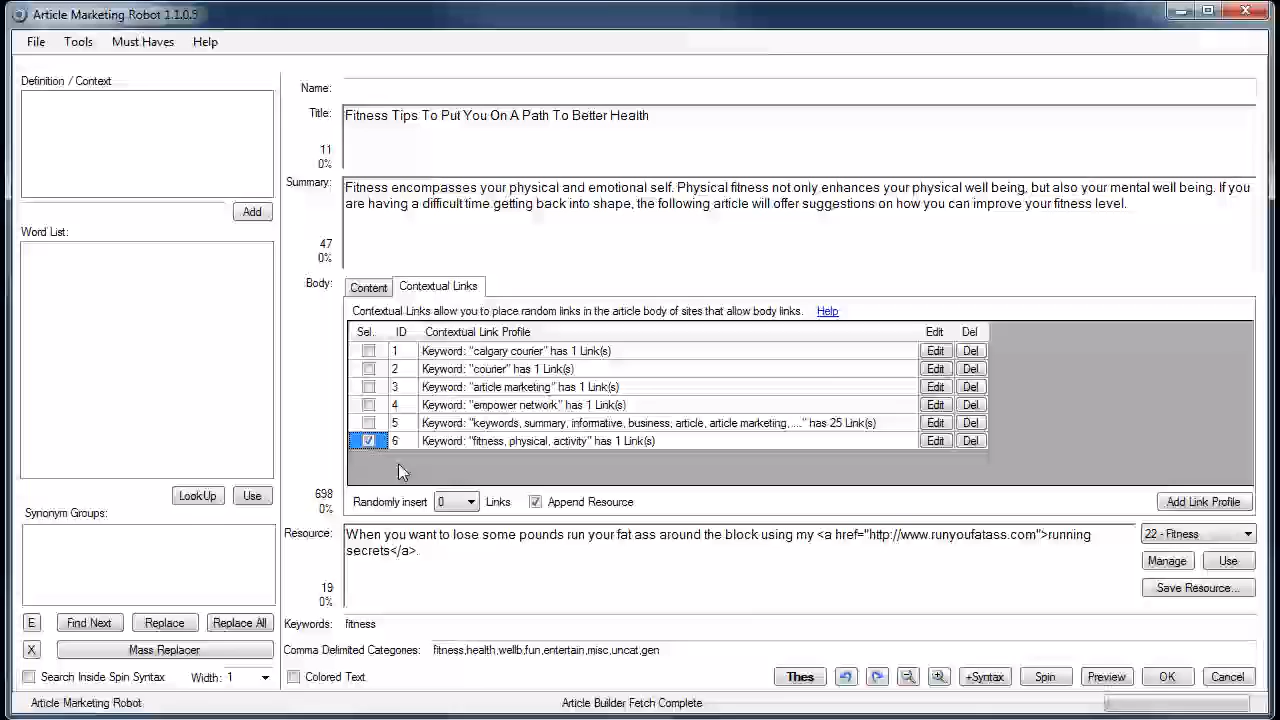 Article Marketing Robot 1.1.0.9
File Tools Must Haves Help
Definition / Context
Add
Word List:
LookUp Use
Synonym Groups:
E Find Next Replace Replace All
X Mass Replacer
Search Inside Spin Syntax Width: 1
Name:
Title: Fitness Tips To Put You On A Path To Better Health
11
0%
Summary: Fitness encompasses your physical and emotional self. Physical fitness not only enhances your physical well being, but also your mental well being. If you
are having a difficult time getting back into shape, the following article will offer suggestions on how you can improve your fitness level.
47
0%
Body: Content Contextual Links
Contextual Links allow you to place random links in the article body of sites that allow body links. Help
Sel. ID Contextual Link Profile Edit Del
1 Keyword: "calgary courier" has 1 Link(s) Edit Del
2 Keyword: "courier" has 1 Link(s) Edit Del
3 Keyword: "article marketing" has 1 Link(s) Edit Del
4 Keyword: "empower network" has 1 Link(s) Edit Del
5 Keyword: "keywords, summary, informative, business, article, article marketing, ..." has 25 Link(s) Edit Del
6 Keyword: "fitness, physical, activity" has 1 Link(s) Edit Del
698
0%
Randomly insert 0 Links Append Resource Add Link Profile
Resource: When you want to lose some pounds run your fat ass around the block using my <a href="http://www.runyoufatass.com">running
secrets</a>.
22 - Fitness
Manage Use
Save Resource...
19
0%
Keywords: fitness
Comma Delimited Categories: fitness,health,wellb,fun,entertain,misc,uncat,gen
Colored Text Thes +Syntax Spin Preview OK Cancel
Article Marketing Robot Article Builder Fetch Complete